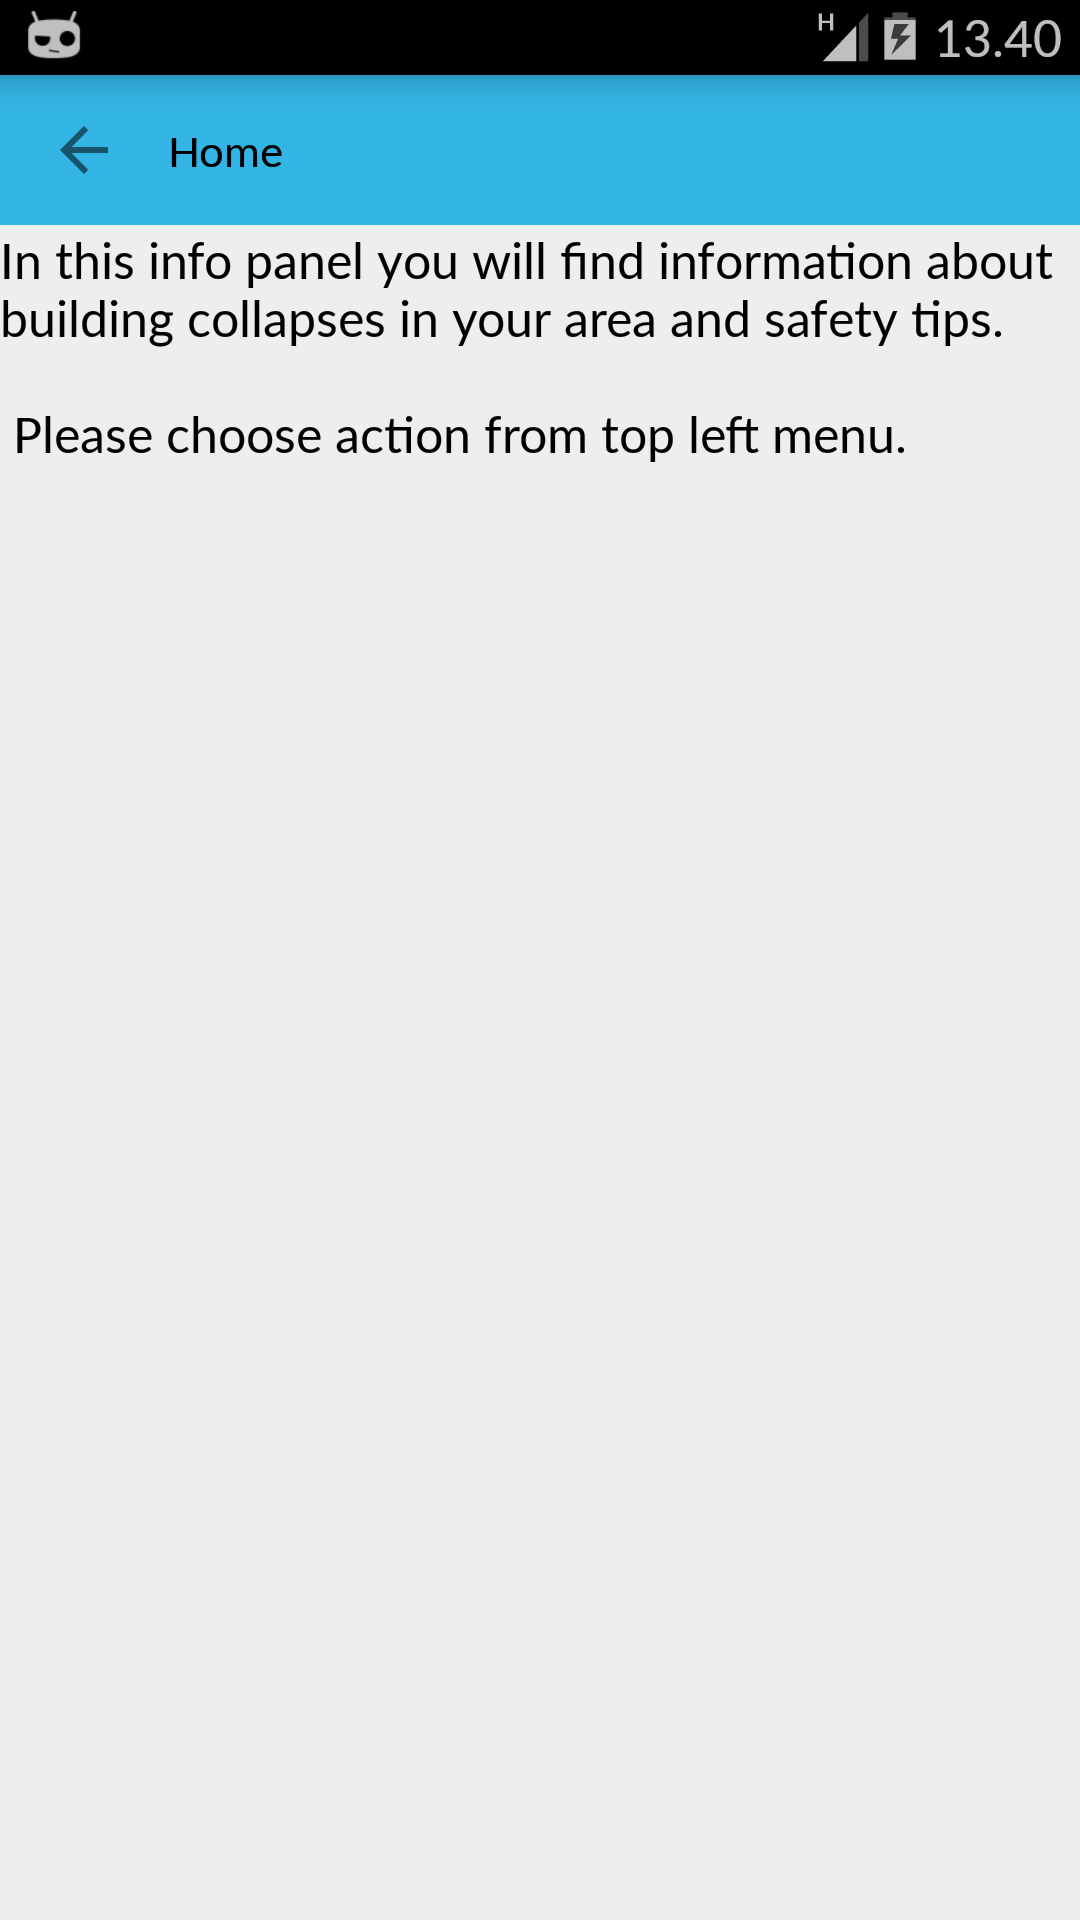 H 13.40
Home
In this info panel you will find information about
building collapses in your area and safety tips.
Please choose action from top left menu.